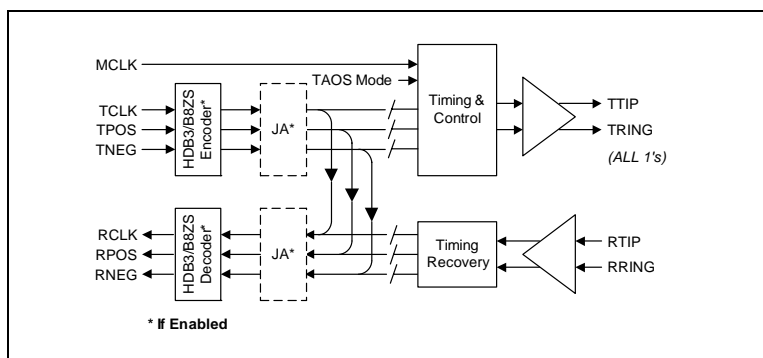 MCLK
TAOS Mode
TCLK
TPOS
TNEG
HDB3/B8ZS
Encoder*
JA*
Timing &
Control
TTIP
TRING
(ALL 1's)
RCLK
RPOS
RNEG
HDB3/B8ZS
Decoder*
JA*
Timing
Recovery
RTIP
RRING
* If Enabled